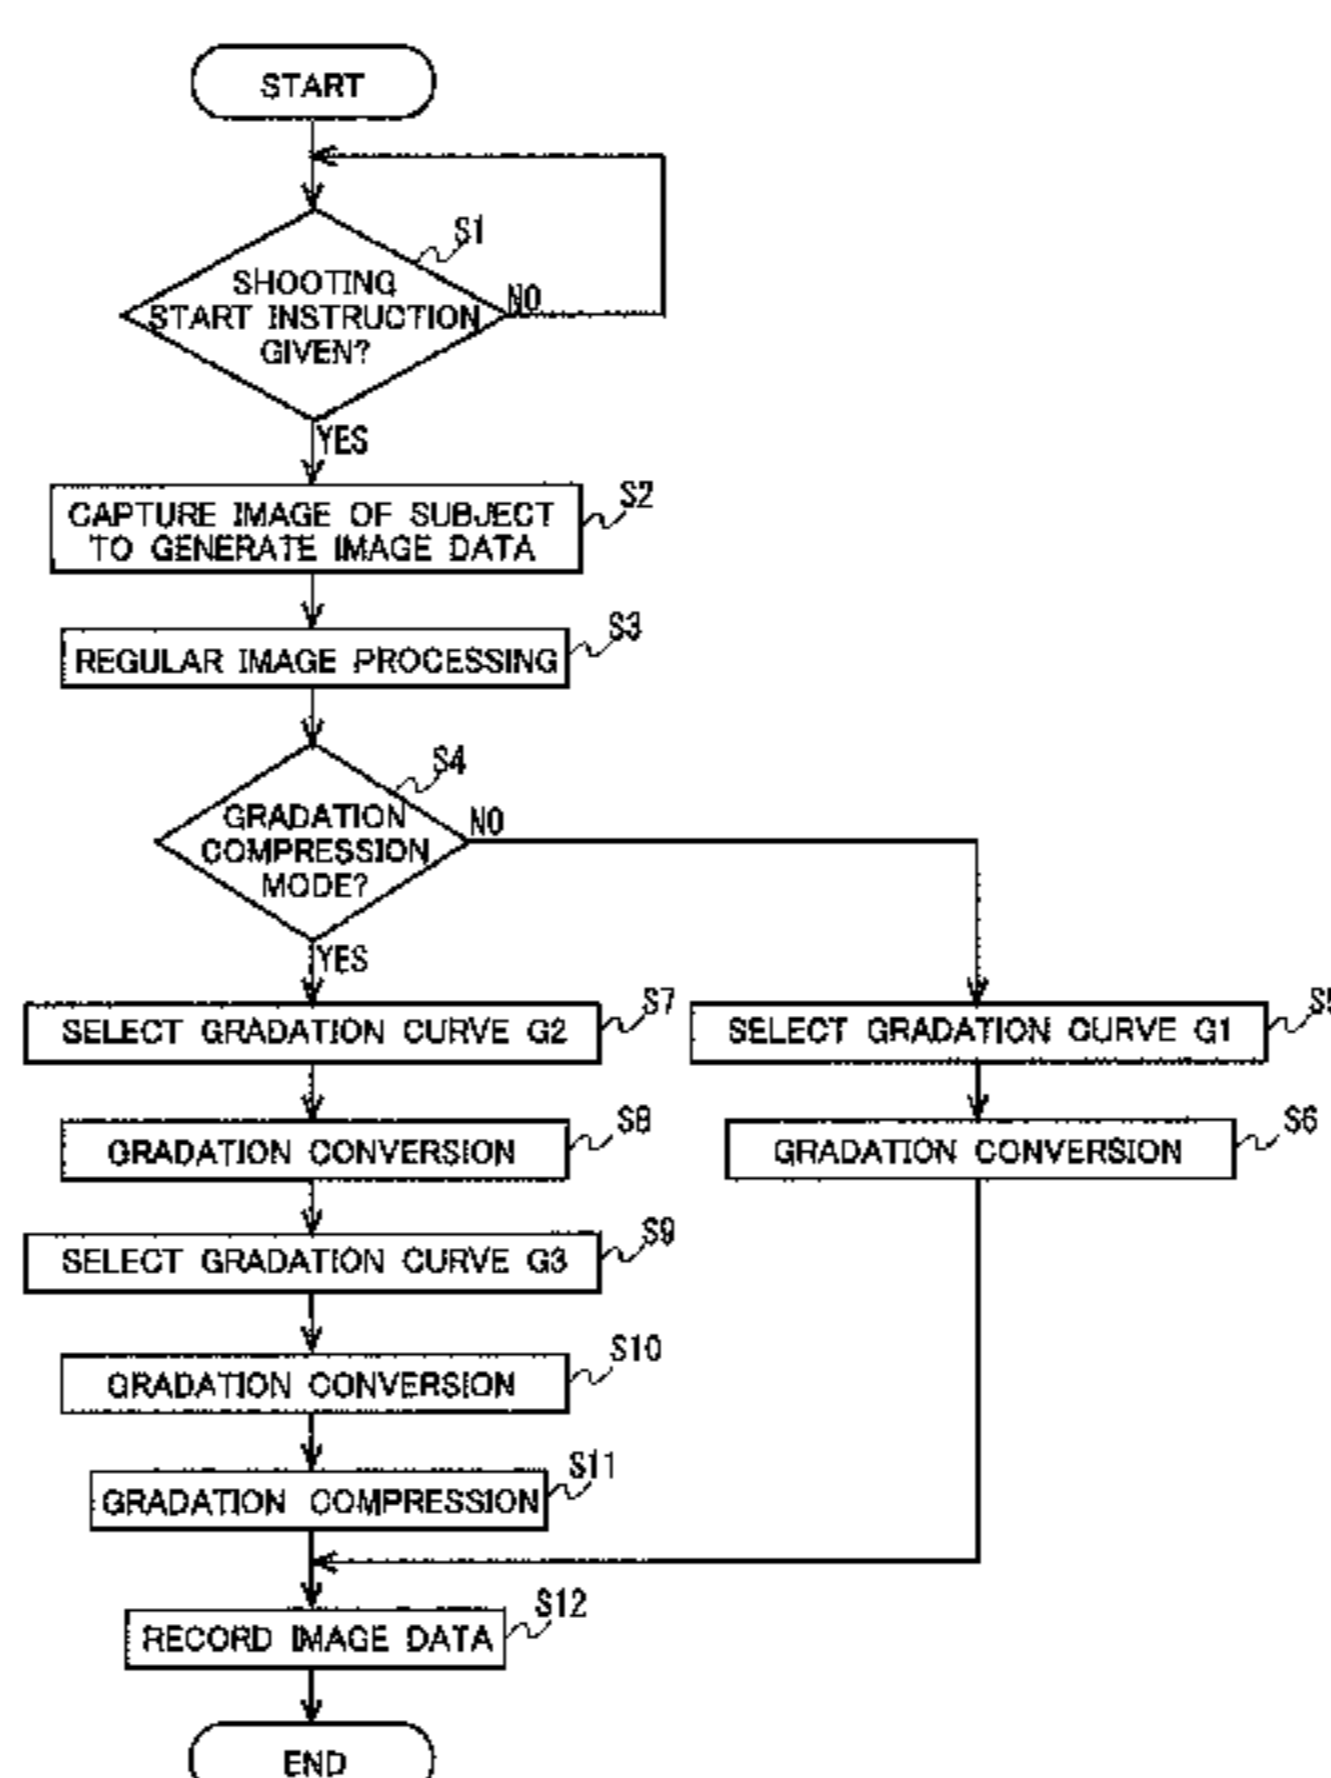 START
S1
SHOOTING
START INSTRUCTION
GIVEN?
NO
YES
S2
CAPTURE IMAGE OF SUBJECT
TO GENERATE IMAGE DATA
S3
REGULAR IMAGE PROCESSING
S4
GRADATION
COMPRESSION
MODE?
NO
YES
S7
SELECT GRADATION CURVE G2
S8
GRADATION CONVERSION
S9
SELECT GRADATION CURVE G3
S10
GRADATION CONVERSION
S11
GRADATION COMPRESSION
S5
SELECT GRADATION CURVE G1
S6
GRADATION CONVERSION
S12
RECORD IMAGE DATA
END